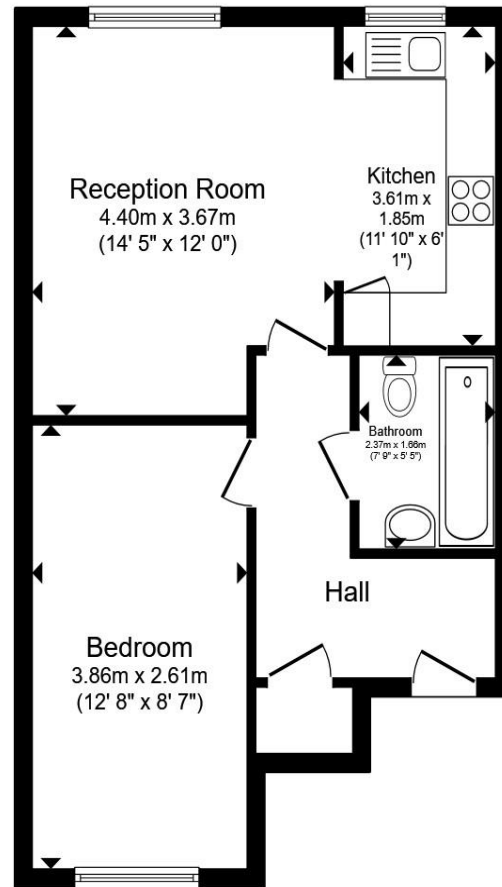 Reception Room
4.40m x 3.67m
(14' 5" x 12' 0")
Kitchen
3.61m x
1.85m
(11' 10" x 6'
1")
Bathroom
2.37m x 1.66m
(7' 9" x 5' 5")
Hall
Bedroom
3.86m x 2.61m
(12' 8" x 8' 7")